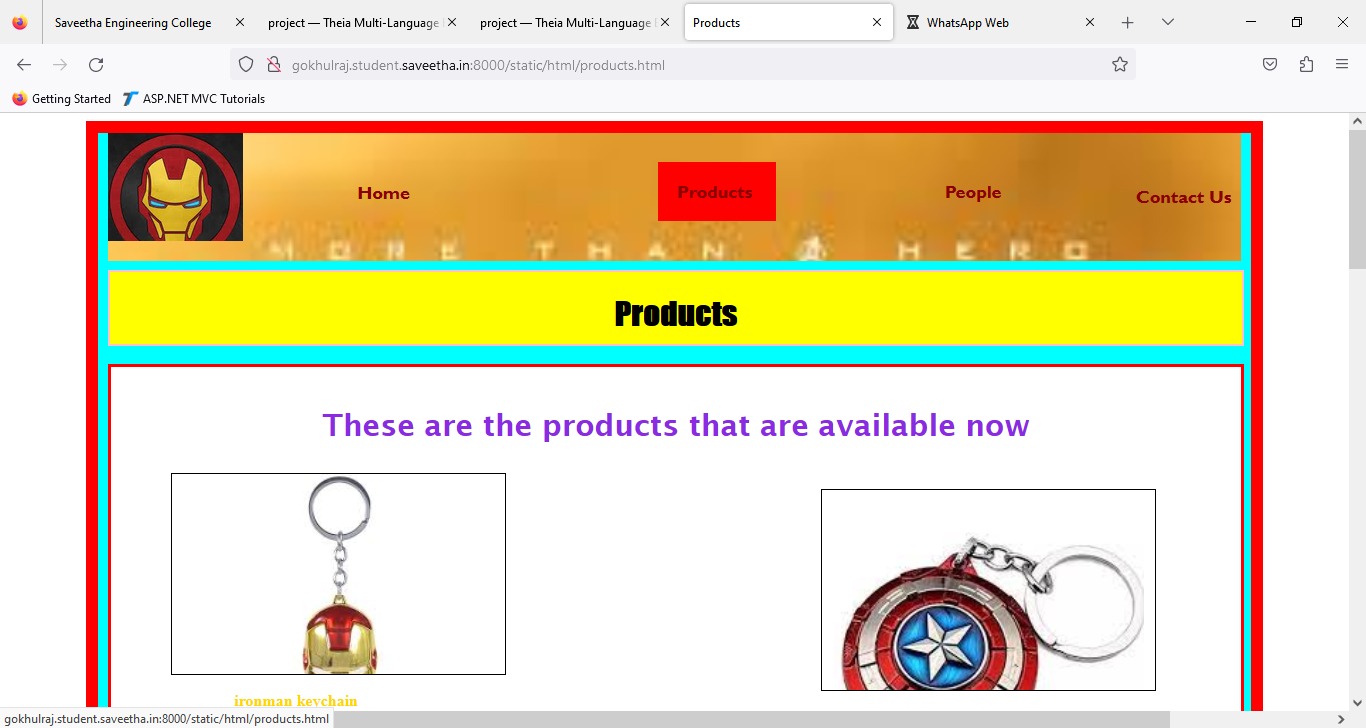 Saveetha Engineering College
project — Theia Multi-Language
project — Theia Multi-Language
Products
WhatsApp Web
gokhulraj.student.saveetha.in:8000/static/html/products.html
Getting Started
ASP.NET MVC Tutorials
Home
Products
People
Contact Us
MORE THAN A HERO
Products
These are the products that are available now
ironman keychain
gokhulraj.student.saveetha.in:8000/static/html/products.html